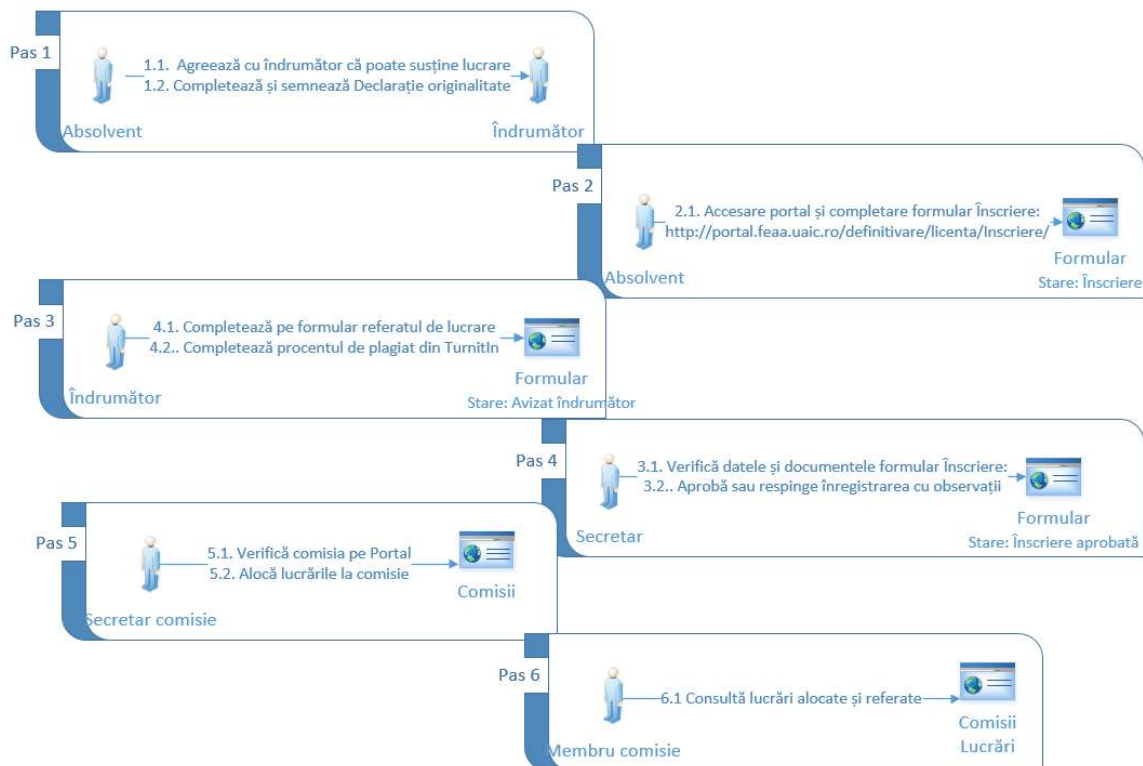 Pas 1
1.1. Agreează cu îndrumător că poate susține lucrare
1.2. Completează și semnează Declarație originalitate
Absolvent
Îndrumător
Pas 2
2.1. Accesare portal și completare formular Înscriere:
http://portal.feaa.uaic.ro/definitivare/licenta/Inscriere/
Absolvent
Formular
Stare: Înscriere
Pas 3
4.1. Completează pe formular referatul de lucrare
4.2.. Completează procentul de plagiat din TurnitIn
Îndrumător
Formular
Stare: Avizat îndrumător
Pas 4
3.1. Verifică datele și documentele formular Înscriere:
3.2.. Aprobă sau respinge înregistrarea cu observații
Secretar
Formular
Stare: Înscriere aprobată
Pas 5
5.1. Verifică comisia pe Portal
5.2. Alocă lucrările la comisie
Secretar comisie
Comisii
Pas 6
6.1 Consultă lucrări alocate și referate
Membru comisie
Comisii
Lucrări